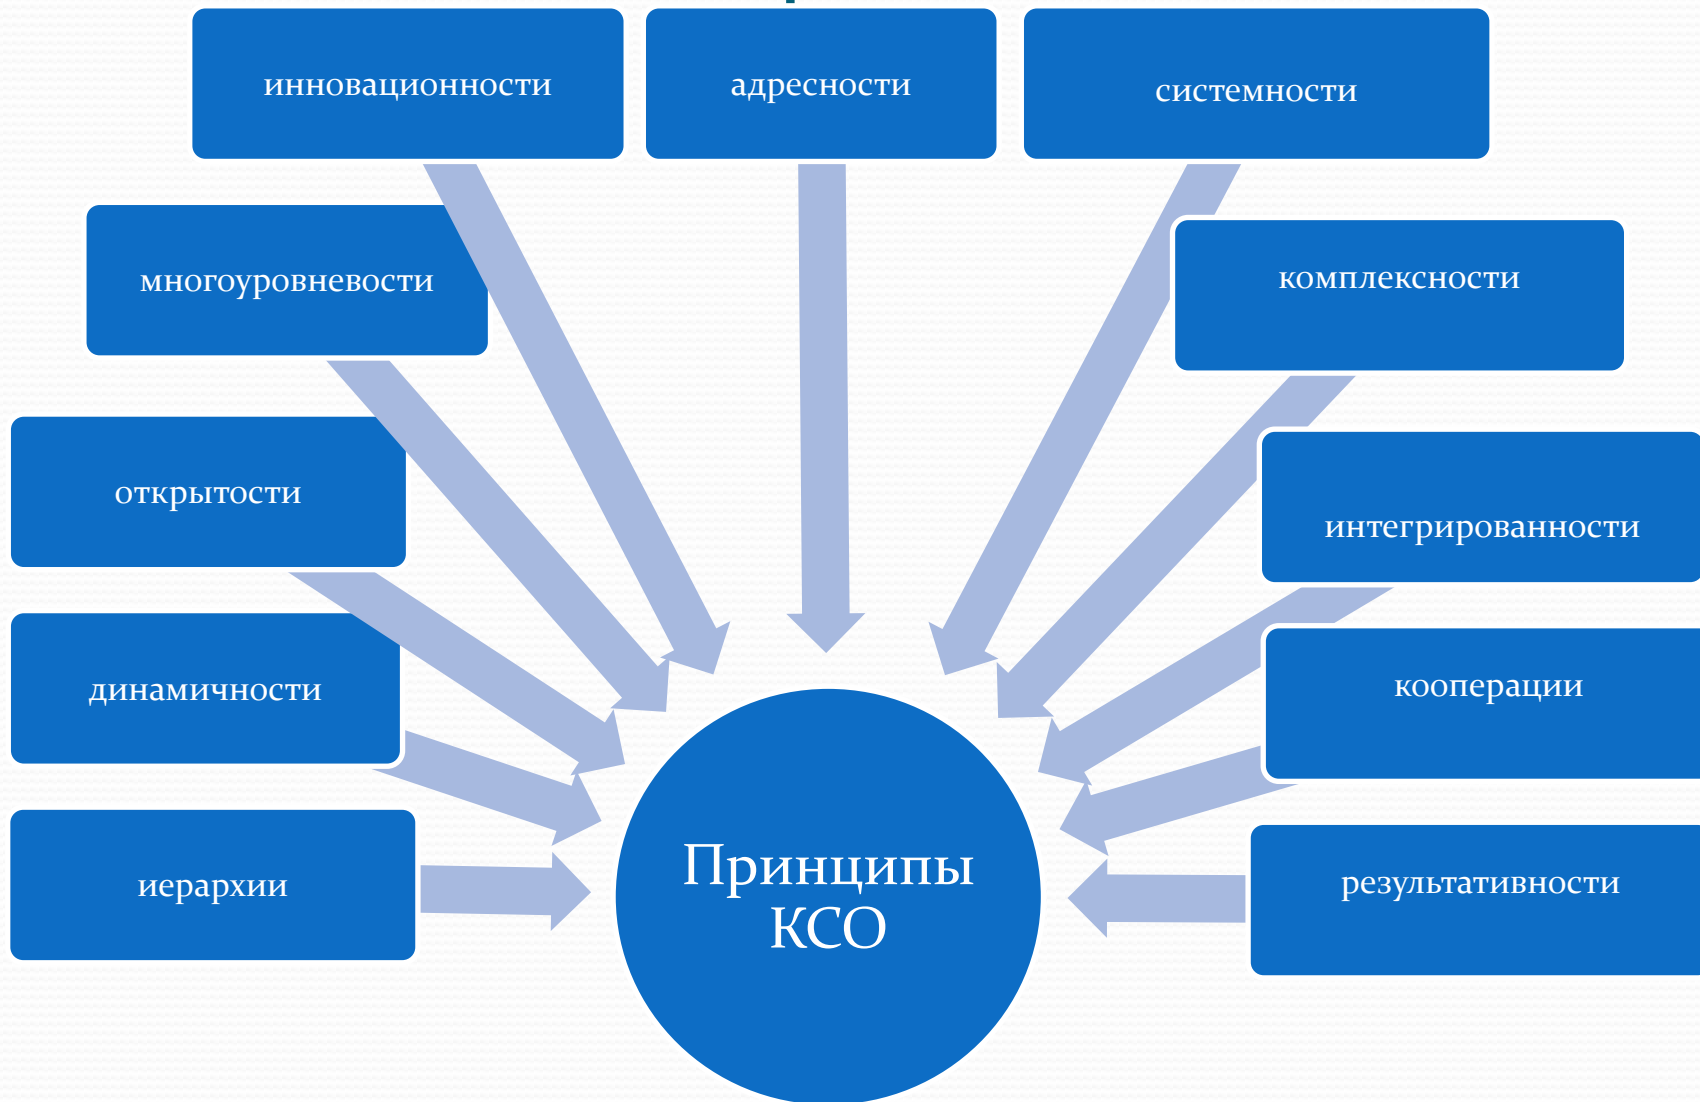 инновационности
адресности
системности
многоуровневости
комплексности
открытости
интегрированности
динамичности
кооперации
иерархии
результативности
Принципы
КСО